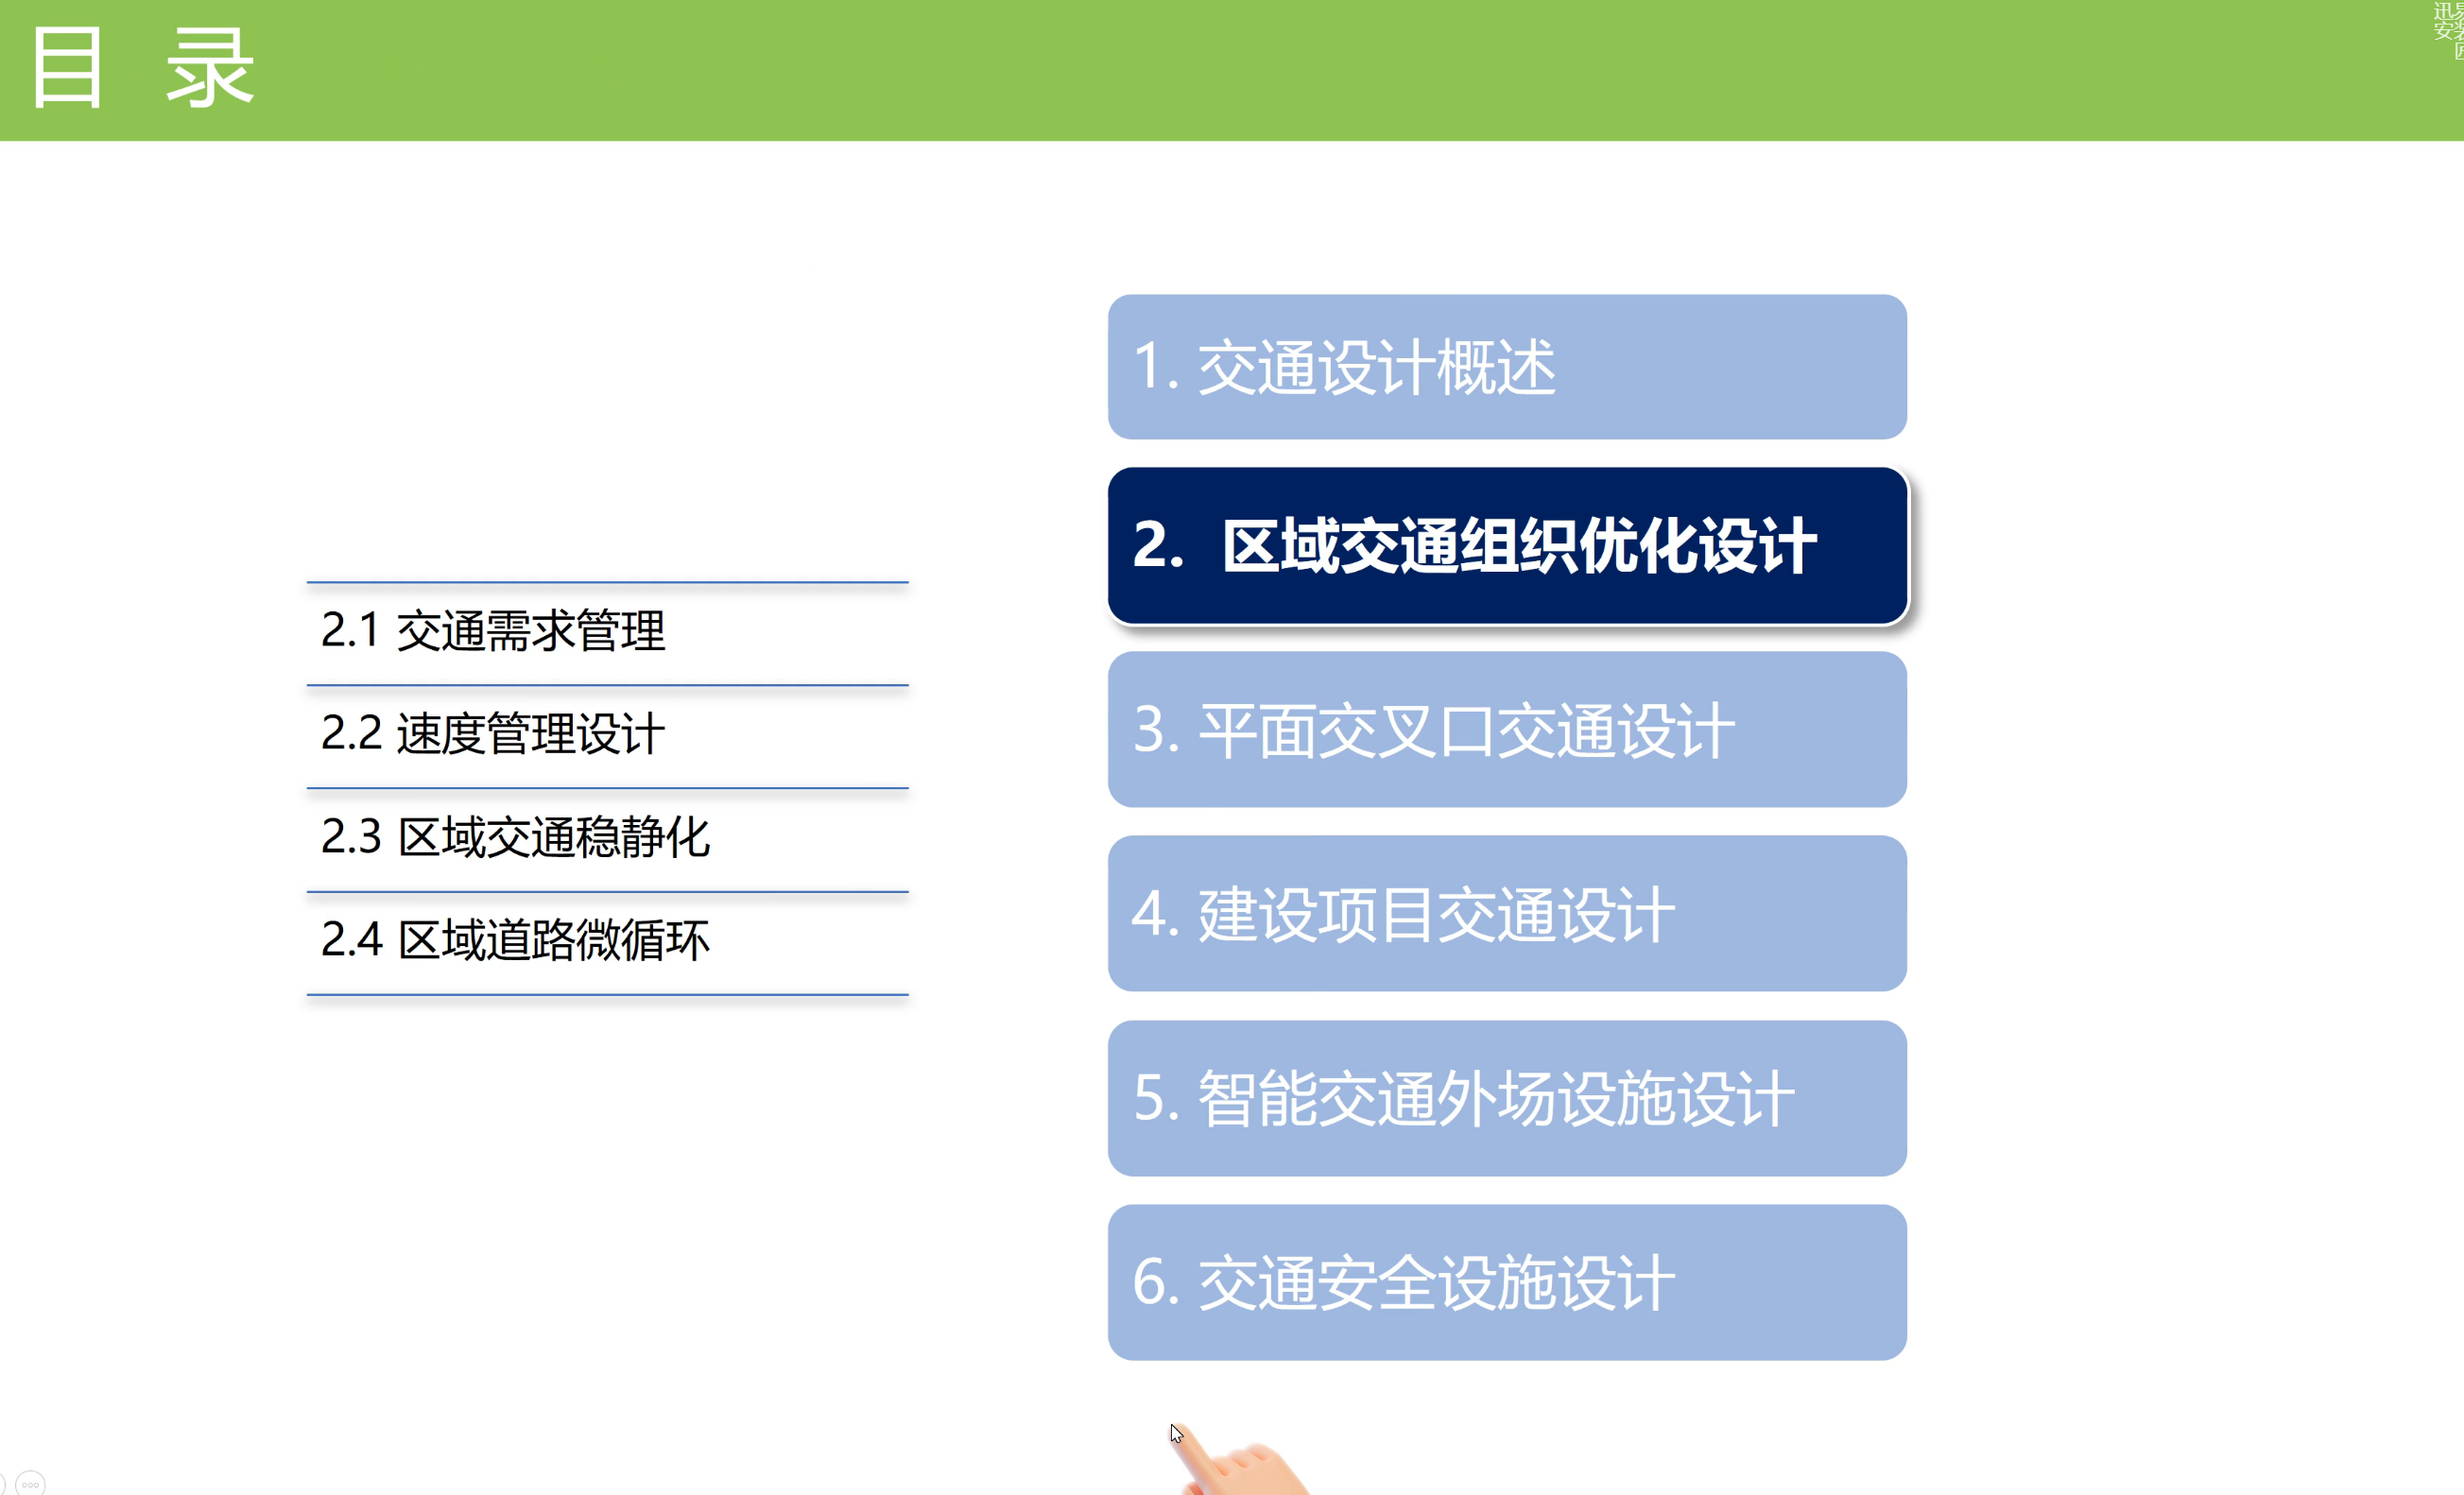 目 录
2.1 交通需求管理
2.2 速度管理设计
2.3 区域交通稳静化
2.4 区域道路微循环
1. 交通设计概述
2. 区域交通组织优化设计
3. 平面交叉口交通设计
4. 建设项目交通设计
5. 智能交通外场设施设计
6. 交通安全设施设计